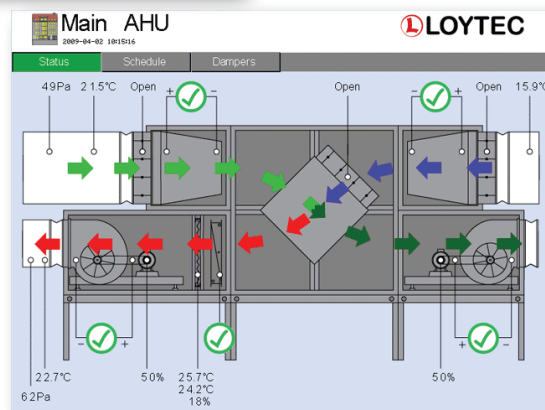 Main AHU
2009-04-02 10:15:16
LOYTEC
Status Schedule Dampers
49Pa 21.5°C Open + - Open - + Open 15.9°C
- + - +
22.7°C 50% 25.7°C 50%
24.2°C
62Pa 18%